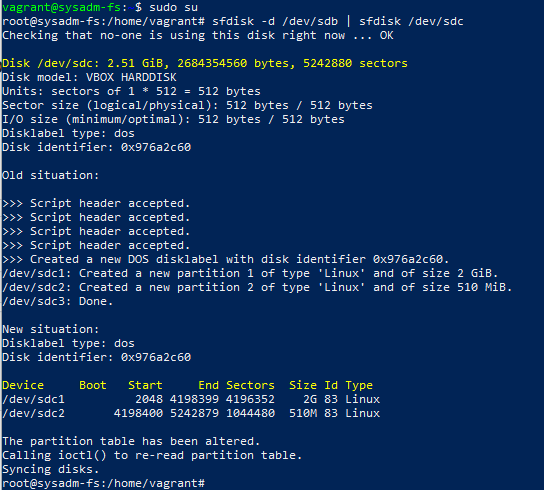 vagrant@sysadm-fs: $ sudo su
root@sysadm-fs:/home/vagrant# sfdisk -d /dev/sdb | sfdisk /dev/sdc
Checking that no-one is using this disk right now ... OK
Disk /dev/sdc: 2.51 GiB, 2684354560 bytes, 5242880 sectors
Disk model: VBOX HARDDISK
Units: sectors of 1 * 512 = 512 bytes
Sector size (logical/physical): 512 bytes / 512 bytes
I/O size (minimum/optimal): 512 bytes / 512 bytes
Disklabel type: dos
Disk identifier: 0x976a2c60
Old situation:
>>> Script header accepted.
>>> Script header accepted.
>>> Script header accepted.
>>> Script header accepted.
>>> Created a new DOS disklabel with disk identifier 0x976a2c60.
/dev/sdc1: Created a new partition 1 of type 'Linux' and of size 2 GiB.
/dev/sdc2: Created a new partition 2 of type 'Linux' and of size 510 MiB.
/dev/sdc3: Done.
New situation:
Disklabel type: dos
Disk identifier: 0x976a2c60
Device     Boot   Start     End Sectors  Size Id Type
/dev/sdc1          2048 4198399 4196352    2G 83 Linux
/dev/sdc2       4198400 5242879 1044480  510M 83 Linux
The partition table has been altered.
Calling ioctl() to re-read partition table.
Syncing disks.
root@sysadm-fs:/home/vagrant#